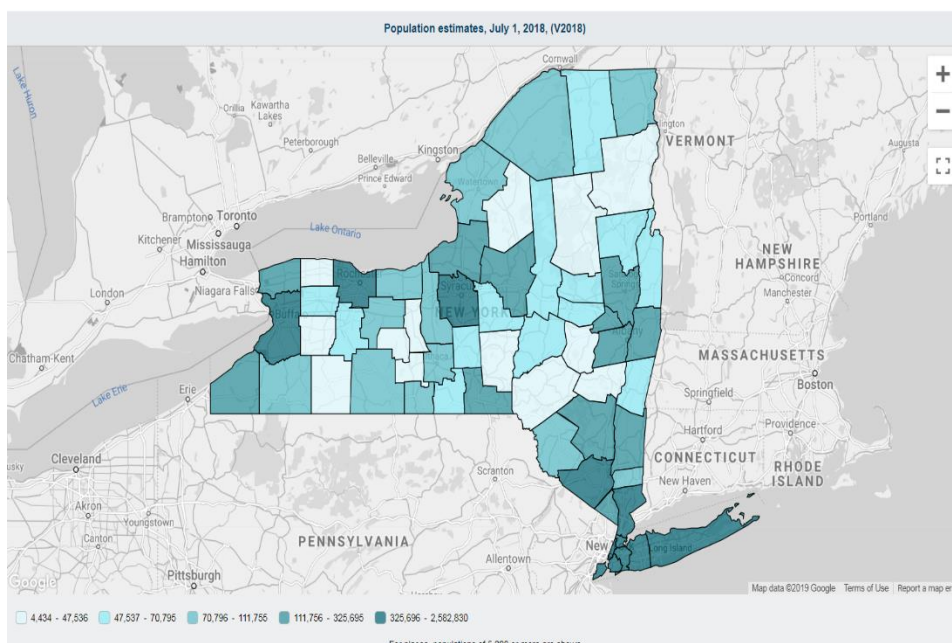 Population estimates, July 1, 2018, (V2018)
Lake Huron
Cornwall
Orillia
Kawartha Lakes
Peterborough
Belleville
Prince Edward
Kingston
VERMONT
Augusta
Watertown
Portland
Brampton
Toronto
Kitchener
Mississauga
Hamilton
Lake Ontario
NEW HAMPSHIRE
Concord
Manchester
London
Niagara Falls
NEW YORK
Chatham-Kent
MASSACHUSETTS
Boston
Lake Erie
Erie
Springfield
Hartford
Providence
Cleveland
Scranton
CONNECTICUT
RHODE ISLAND
New Haven
Akron
Youngstown
Canton
PENNSYLVANIA
Allentown
New
Long Island
Pittsburgh
Google
Map data ©2019 Google Terms of Use Report a map er
4,434 - 47,536 47,537 - 70,795 70,796 - 111,755 111,756 - 325,695 325,696 - 2,582,830